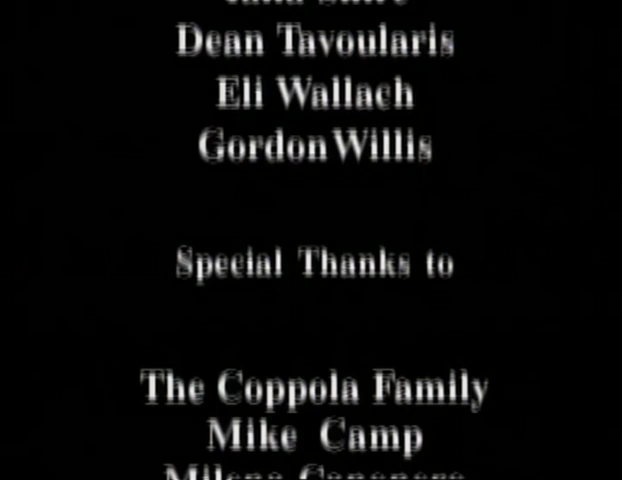 Dean Tavoularis
Eli Wallach
Gordon Willis
Special Thanks to
The Coppola Family
Mike Camp